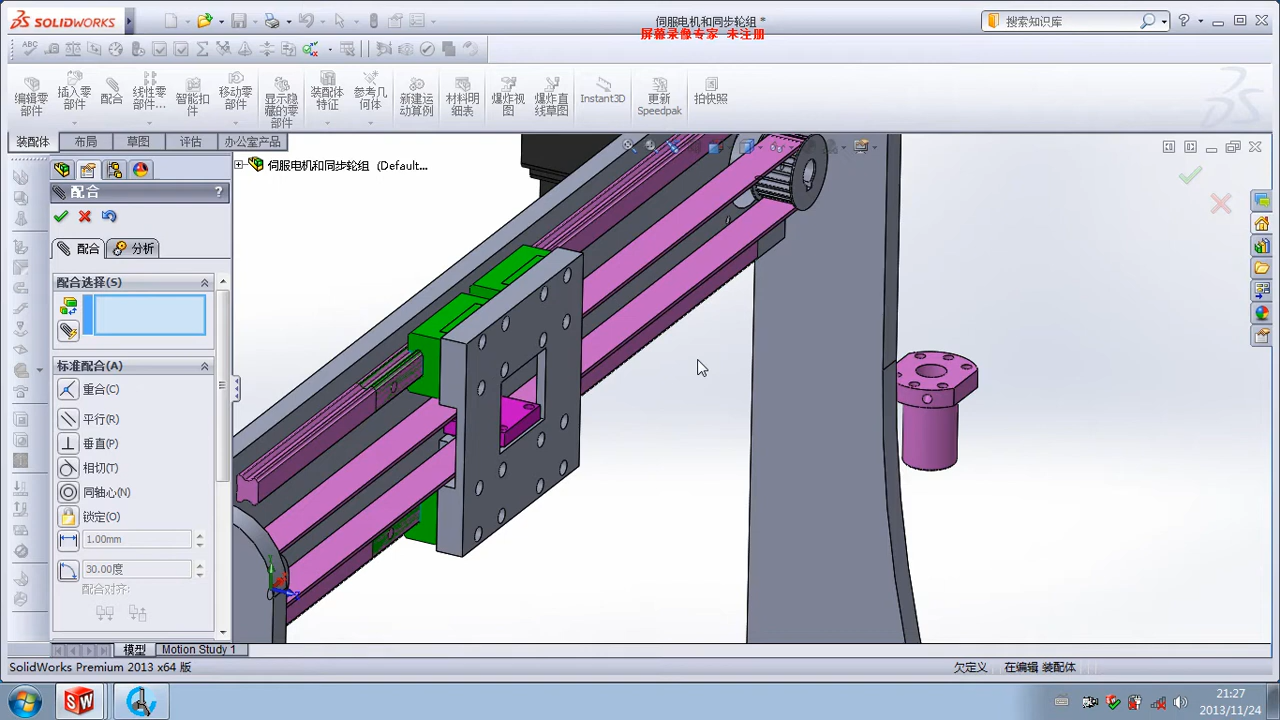 SOLIDWORKS
伺服电机和同步轮组 *
屏幕录像专家 未注册
搜索知识库
编辑零部件
插入零部件
配合
线性零部件...
智能扣件
移动零部件
显示隐藏的零部件
装配体特征
参考几何体
新建运动算例
材料明细表
爆炸视图
爆炸直线草图
Instant3D
更新 Speedpak
拍快照
装配体 布局 草图 评估 办公室产品
伺服电机和同步轮组 (Default...
配合
?
配合 分析
配合选择(S)
标准配合(A)
重合(C)
平行(R)
垂直(P)
相切(T)
同轴心(N)
锁定(O)
1.00mm
30.00度
配合对齐:
模型 Motion Study 1
SolidWorks Premium 2013 x64 版
欠定义 在编辑 装配体
21:27
2013/11/24